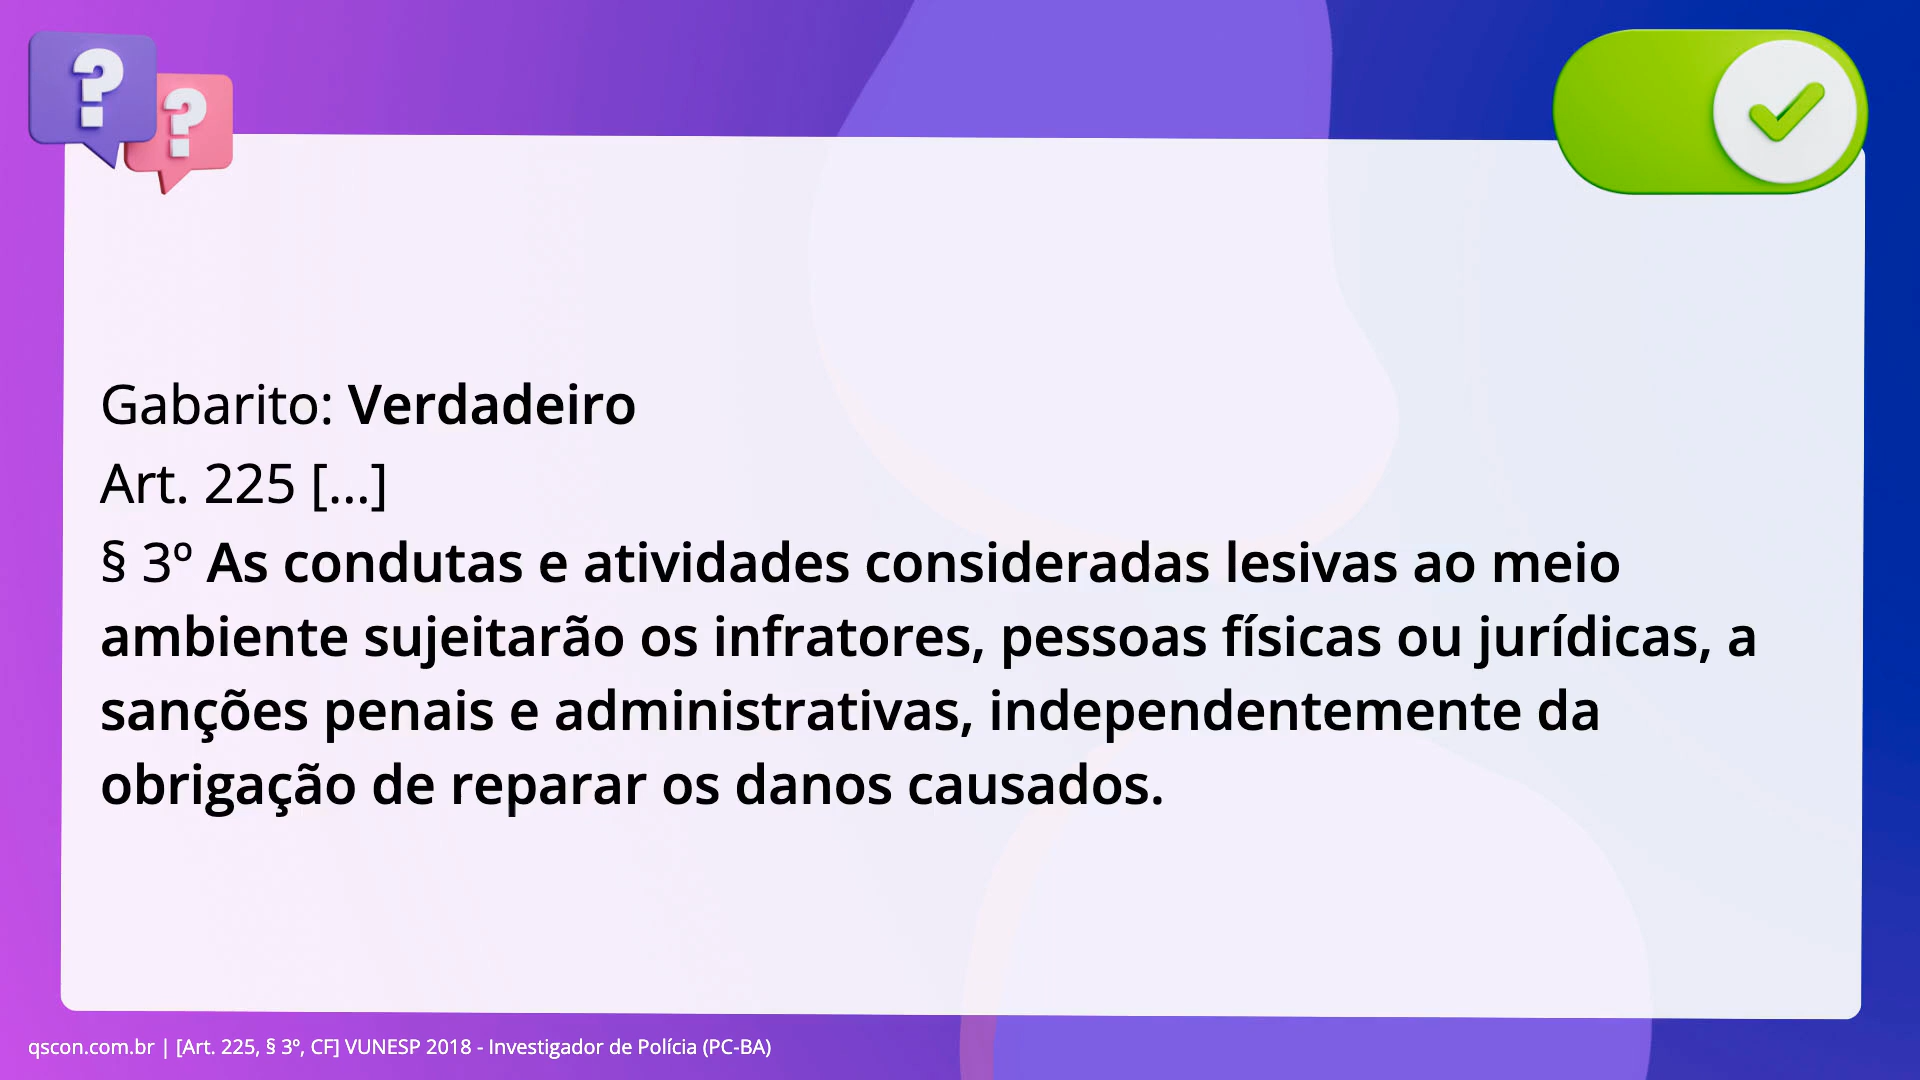 Gabarito: Verdadeiro
Art. 225 [...]
§ 3º As condutas e atividades consideradas lesivas ao meio
ambiente sujeitarão os infratores, pessoas físicas ou jurídicas, a
sanções penais e administrativas, independentemente da
obrigação de reparar os danos causados.
qscon.com.br | [Art. 225, § 3º, CF] VUNESP 2018 - Investigador de Polícia (PC-BA)